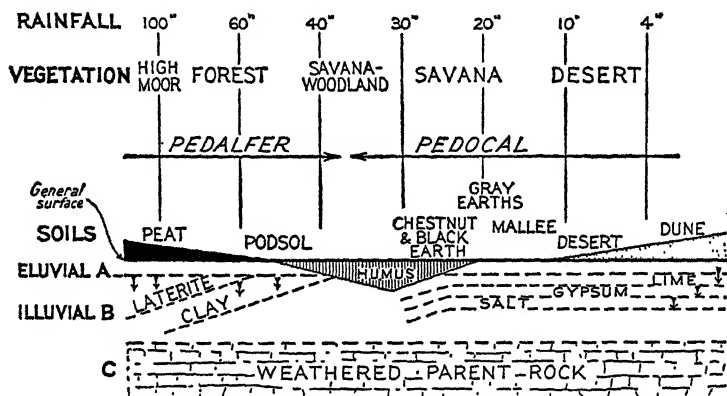 RAINFALL 100" 60" 40" 30" 20" 10" 4"
VEGETATION HIGH MOOR FOREST SAVANA-WOODLAND SAVANA DESERT
PEDALFER PEDOCAL
General surface
GRAY EARTHS
SOILS PEAT PODSOL CHESTNUT & BLACK EARTH MALLEE DESERT DUNE
ELUVIAL A HUMUS
LATERITE CLAY SALT GYPSUM LIME
ILLUVIAL B
C WEATHERED PARENT ROCK